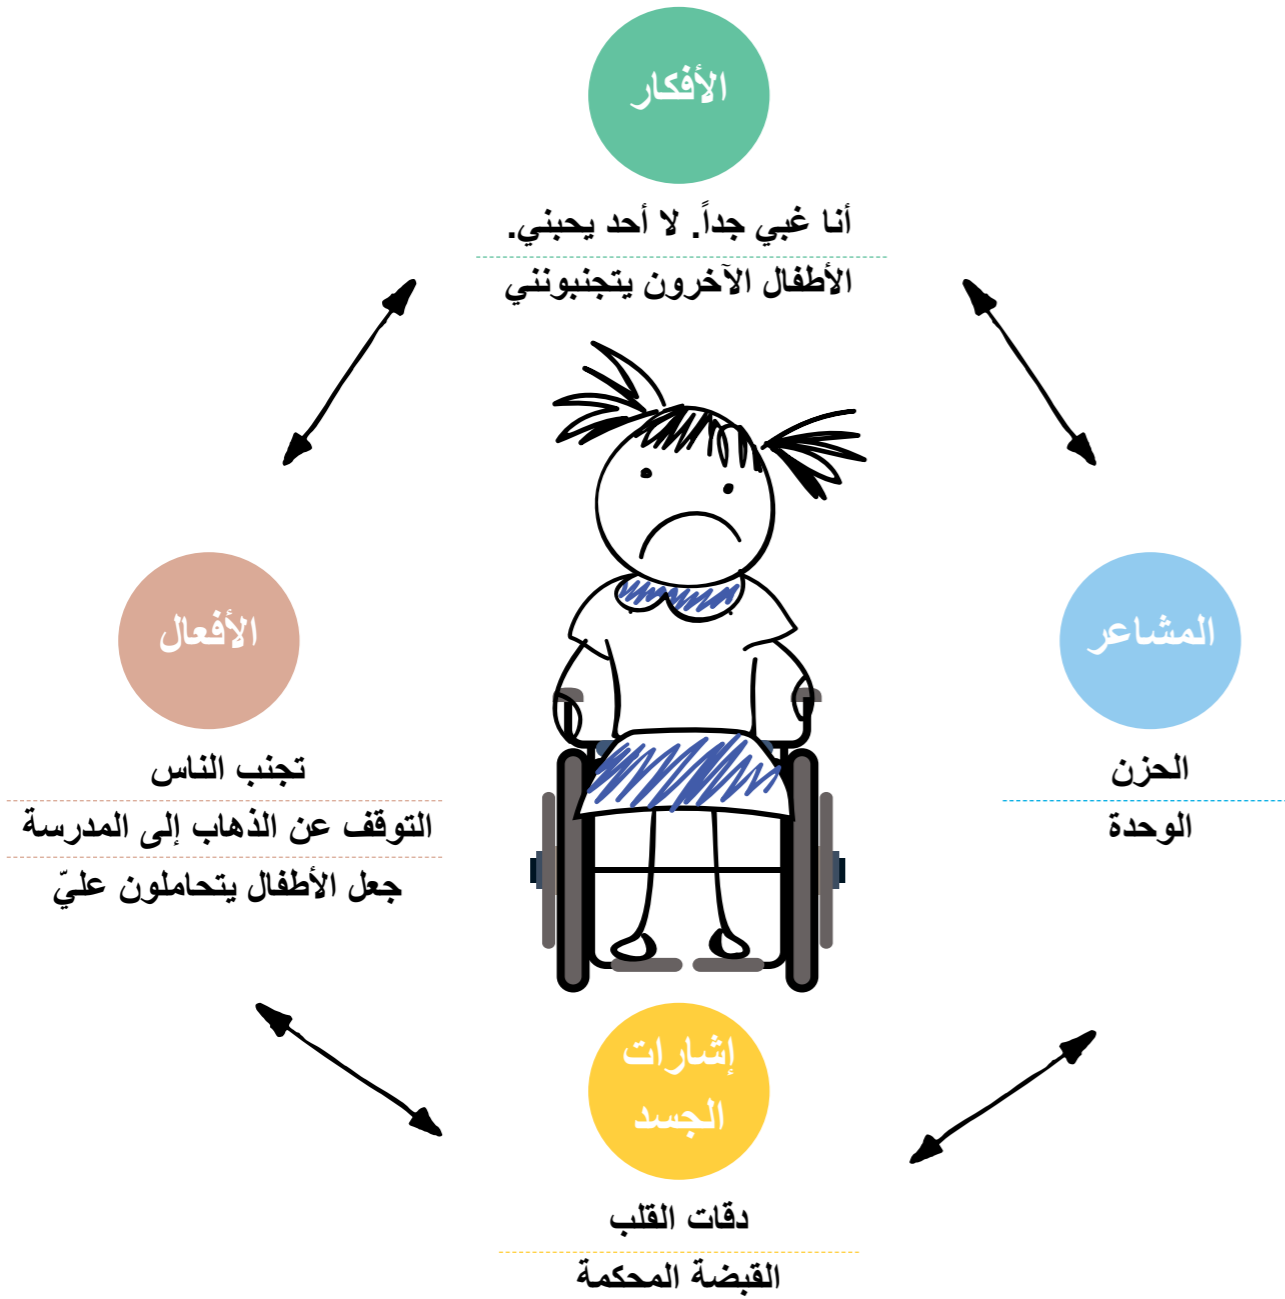 الأفكار
أنا غبي جداً. لا أحد يحبني.
الأطفال الآخرون يتجنبونني
المشاعر
الحزن
الوحدة
الأفعال
تجنب الناس
التوقف عن الذهاب إلى المدرسة
جعل الأطفال يتحاملون عليّ
إشارات
الجسد
دقات القلب
القبضة المحكمة